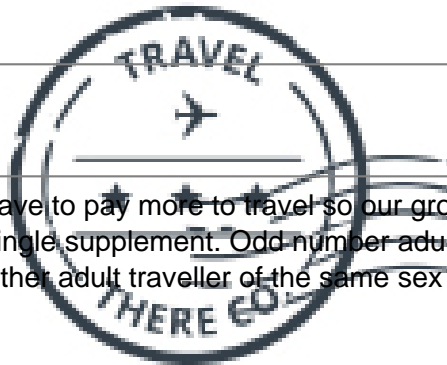 TRAVEL
ave to pay more to travel so our gro
ingle supplement. Odd number adu
ther adult traveller of the same sex
THERE CO.